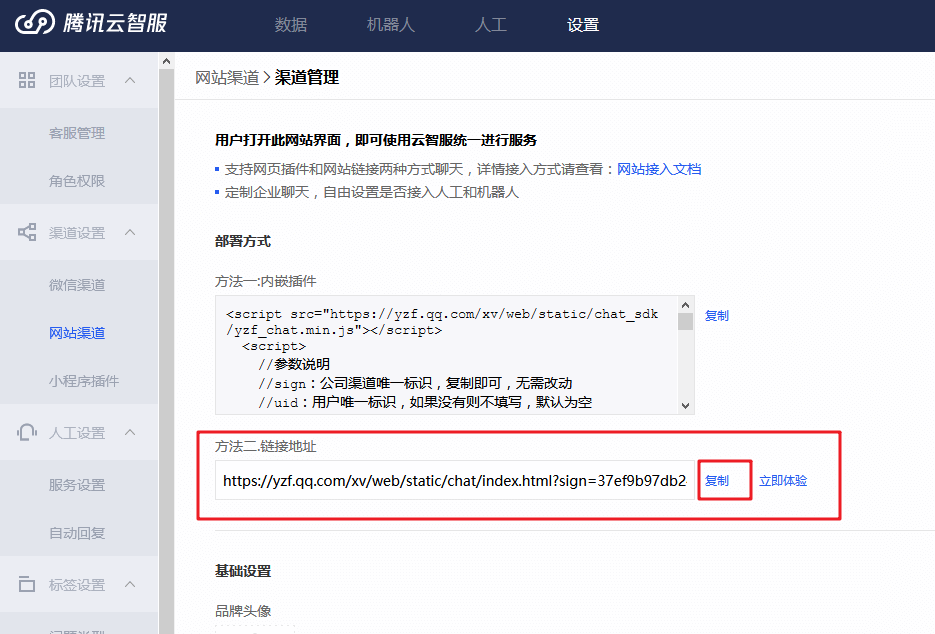 腾讯云智服
数据
机器人
人工
设置
团队设置
客服管理
角色权限
渠道设置
微信渠道
网站渠道
小程序插件
人工设置
服务设置
自动回复
标签设置
网站渠道 > 渠道管理
用户打开此网站界面，即可使用云智服统一进行服务
支持网页插件和网站链接两种方式聊天，详情接入方式请查看：网站接入文档
定制企业聊天，自由设置是否接入人工和机器人
部署方式
方法一:内嵌插件
<script src="https://yzf.qq.com/xv/web/static/chat_sdk
/yzf_chat.min.js"></script>
<script>
//参数说明
//sign：公司渠道唯一标识，复制即可，无需改动
//uid：用户唯一标识，如果没有则不填写，默认为空
复制
方法二.链接地址
https://yzf.qq.com/xv/web/static/chat/index.html?sign=37ef9b97db2
复制
立即体验
基础设置
品牌头像